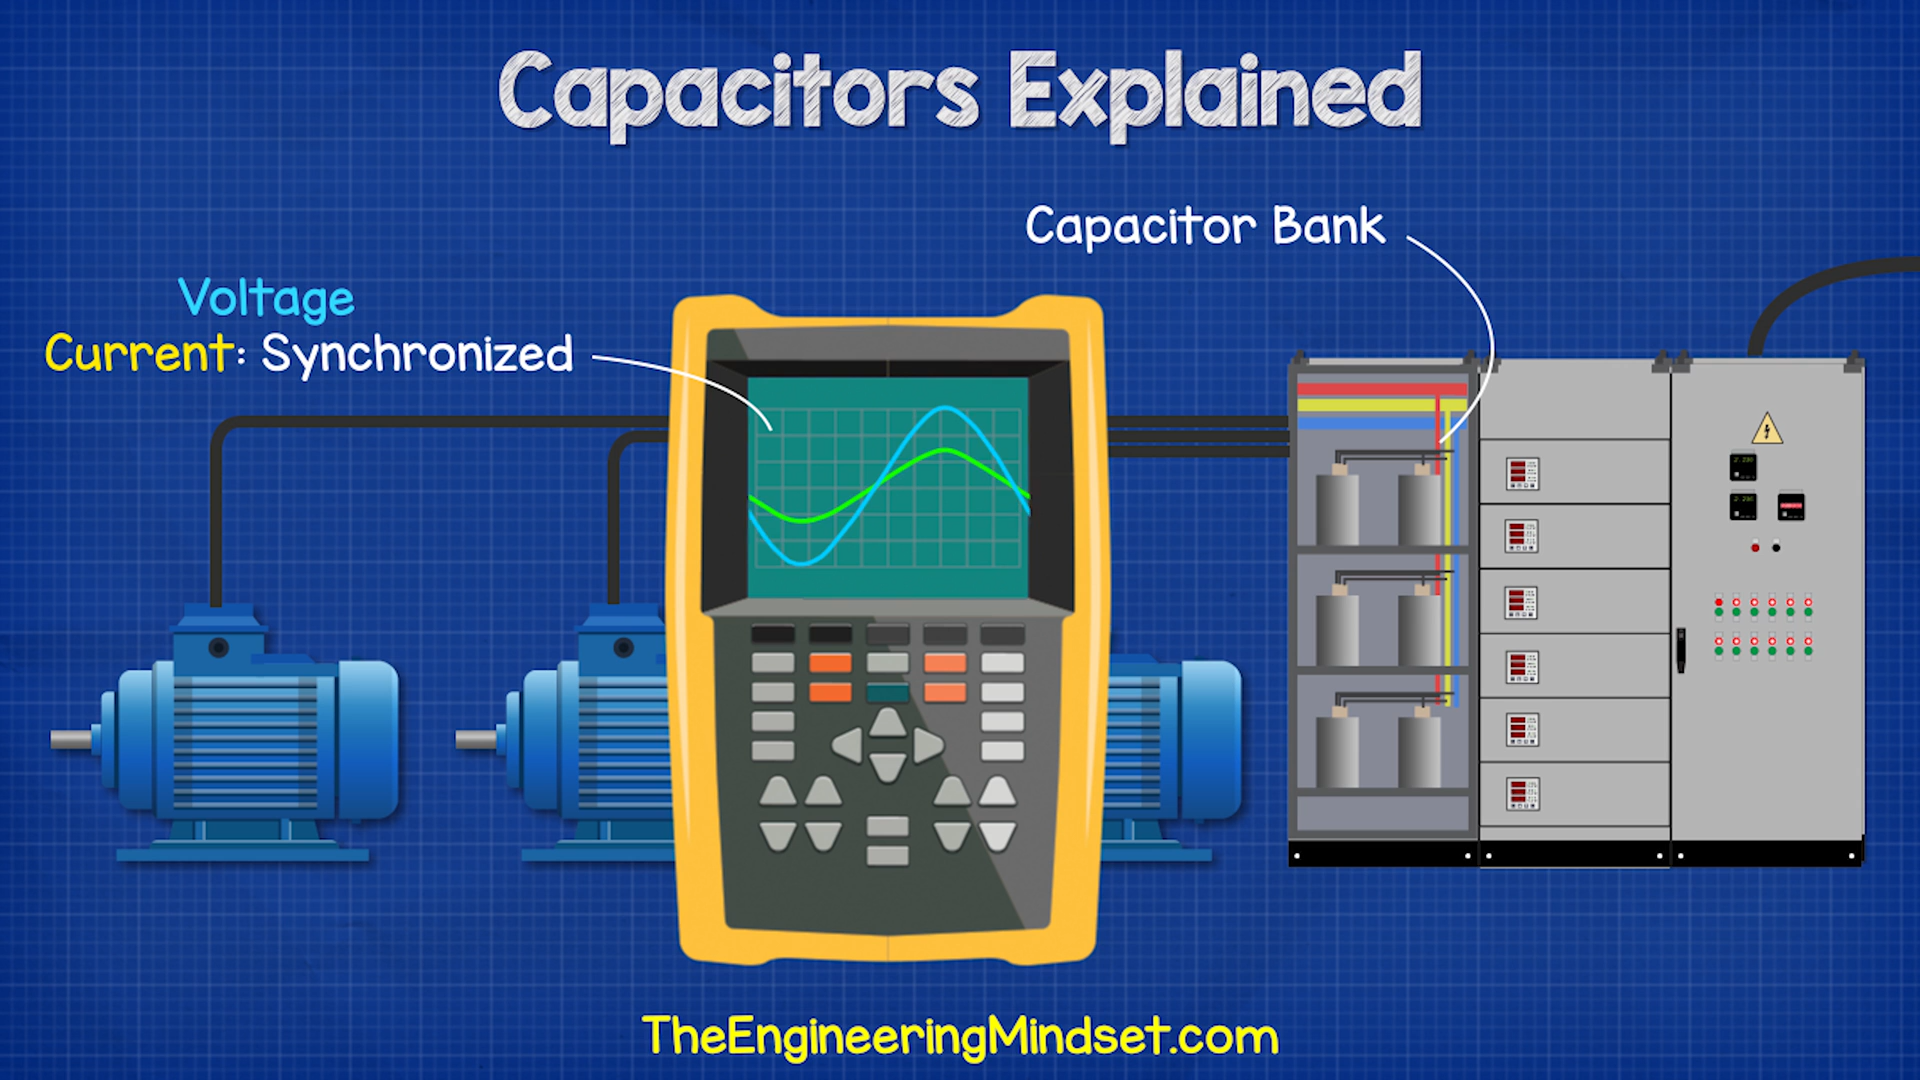 Capacitors Explained
Capacitor Bank
Voltage
Current: Synchronized
TheEngineeringMindset.com